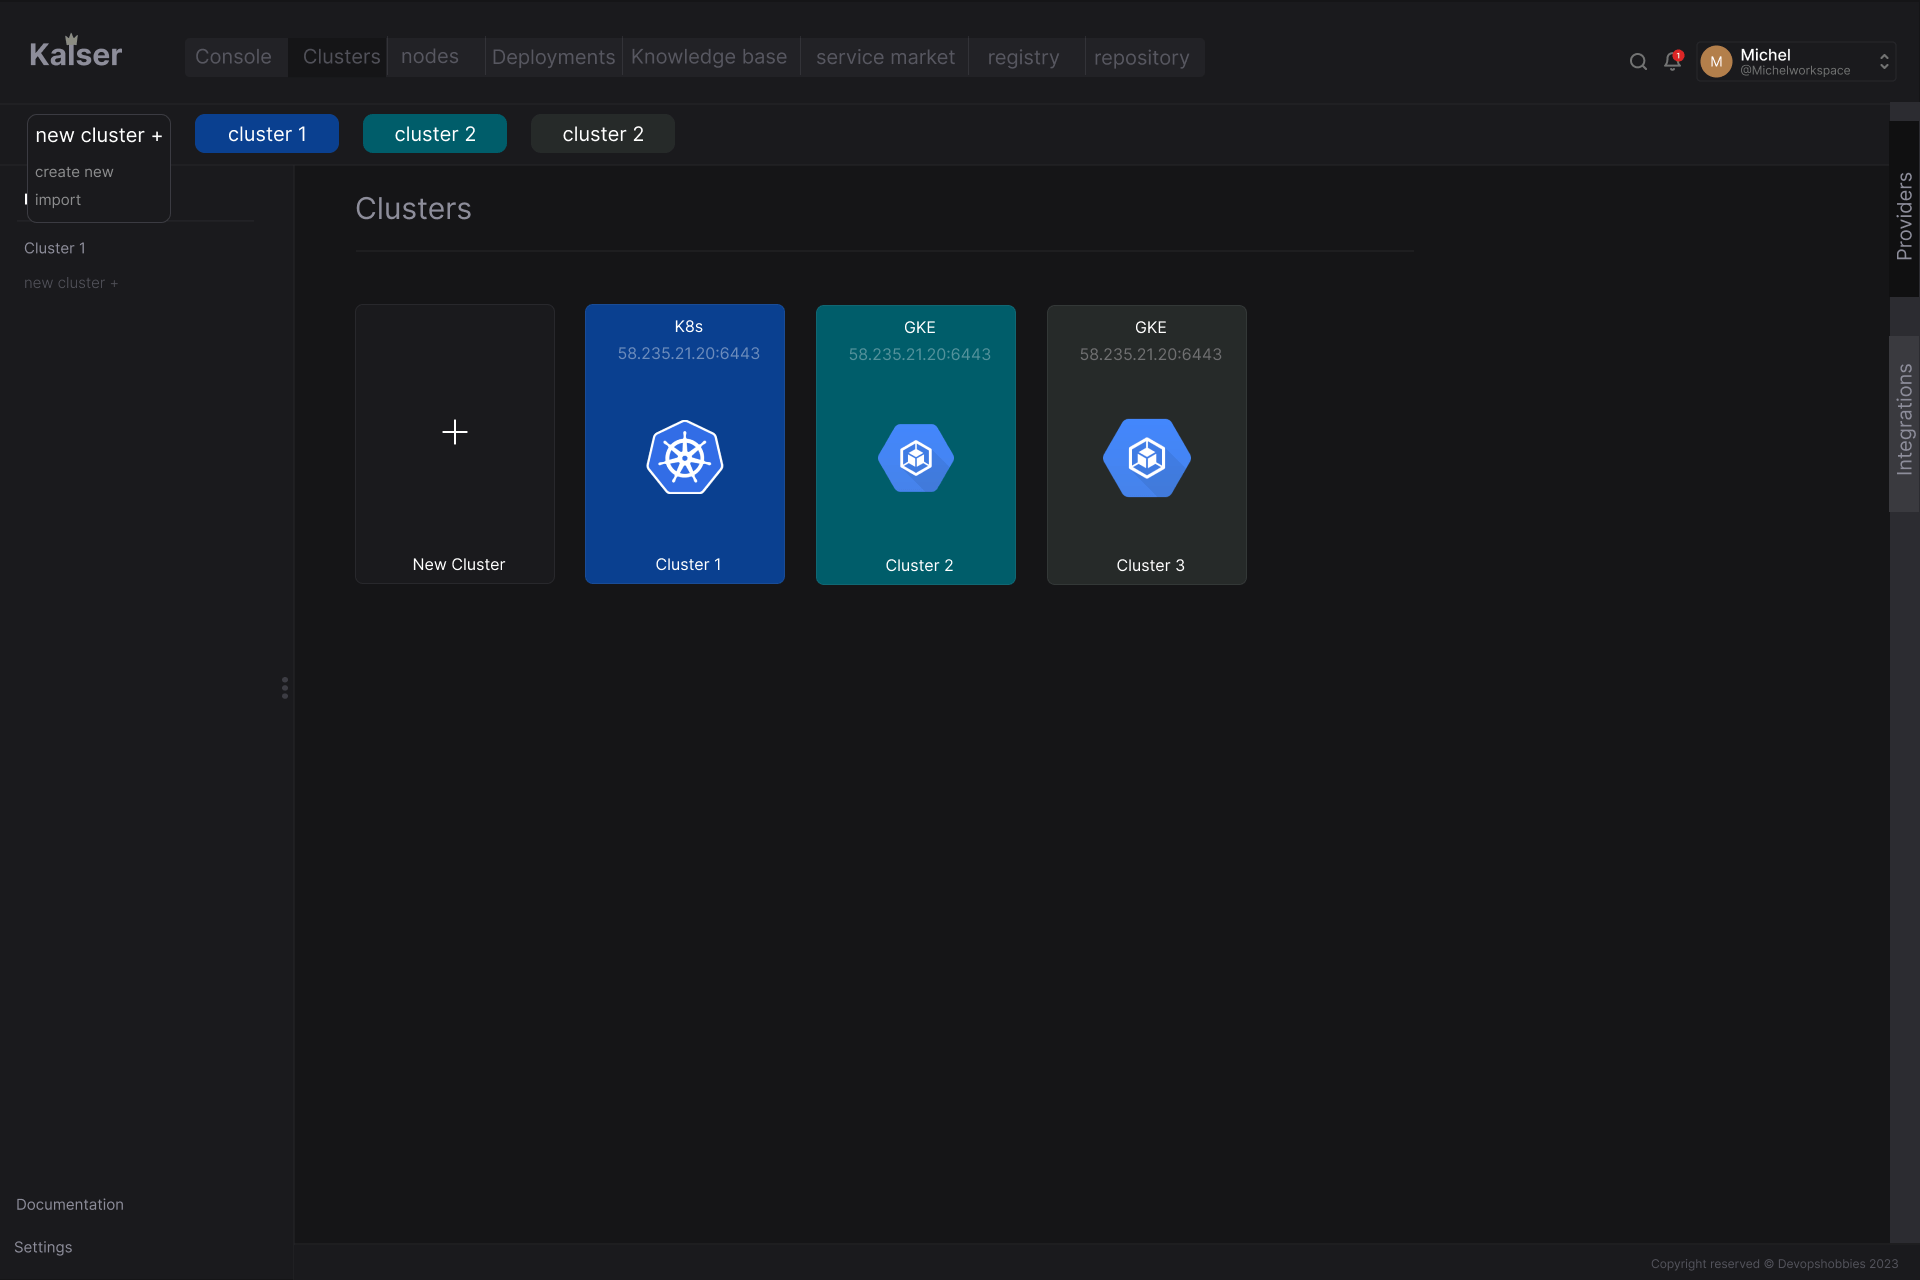 Kaiser
Console
Clusters
nodes
Deployments
Knowledge base
service market
registry
repository
1
M
Michel
@Michelworkspace
new cluster +
create new
import
cluster 1
cluster 2
cluster 2
Cluster 1
new cluster +
Clusters
New Cluster
K8s
58.235.21.20:6443
Cluster 1
GKE
58.235.21.20:6443
Cluster 2
GKE
58.235.21.20:6443
Cluster 3
Providers
Integrations
Documentation
Settings
Copyright reserved © Devopshobbies 2023